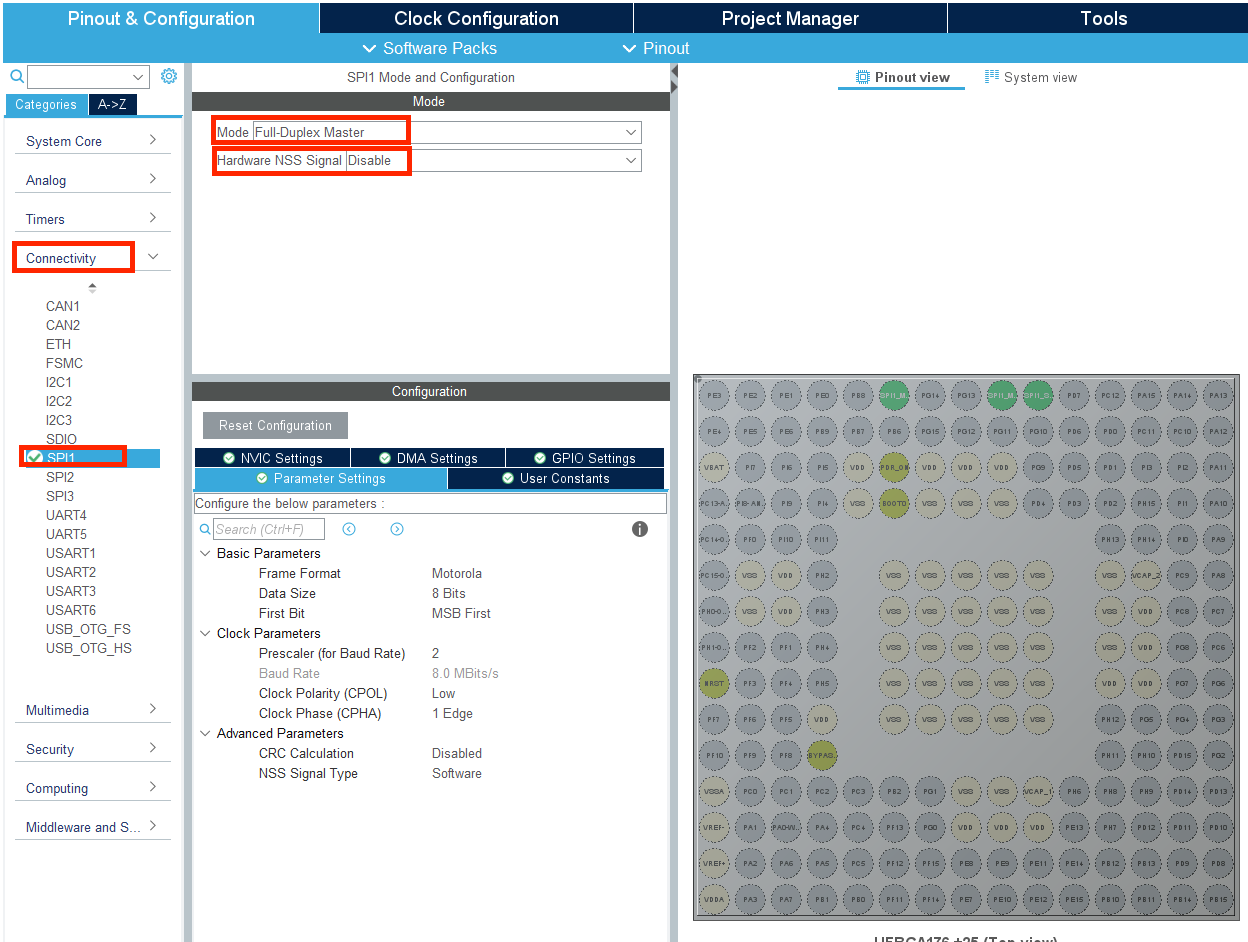 Pinout & Configuration
Clock Configuration
Project Manager
Tools
Software Packs
Pinout
Categories
A->Z
System Core
Analog
Timers
Connectivity
CAN1
CAN2
ETH
FSMC
I2C1
I2C2
I2C3
SDIO
SPI1
SPI2
SPI3
UART4
UART5
USART1
USART2
USART3
USART6
USB_OTG_FS
USB_OTG_HS
Multimedia
Security
Computing
Middleware and S...
SPI1 Mode and Configuration
Mode
Mode Full-Duplex Master
Hardware NSS Signal Disable
Configuration
Reset Configuration
NVIC Settings
DMA Settings
GPIO Settings
Parameter Settings
User Constants
Configure the below parameters :
Search (Ctrl+F)
Basic Parameters
Frame Format Motorola
Data Size 8 Bits
First Bit MSB First
Clock Parameters
Prescaler (for Baud Rate) 2
Baud Rate 8.0 MBits/s
Clock Polarity (CPOL) Low
Clock Phase (CPHA) 1 Edge
Advanced Parameters
CRC Calculation Disabled
NSS Signal Type Software
Pinout view
System view
PE3 PE2 PE1 PE0 PB8 SPI1_M. PG14 PG13 SPI1_M. SPI1_S. PD7 PC12 PA15 PA14 PA13
PE4 PE5 PE6 PB9 PB7 PB6 PG15 PG12 PG11 PG10 PD6 PD0 PC11 PC10 PA12
VBAT PI7 PI6 PI5 VDD PDR_ON VDD VDD VDD PG9 PD5 PD1 PI3 PI2 PA11
PC13-A. PI8-AN. PI9 PI4 VSS BOOT0 VSS VSS VSS PD4 PD3 PD2 PH15 PI1 PA10
PC14-O. PF0 PI10 PI11 PH13 PH14 PI0 PA9
PC15-O. VSS VDD PH2 VSS VSS VSS VSS VSS VSS VCAP_2 PC9 PA8
PH0-O. VSS VDD PH3 VSS VSS VSS VSS VSS VSS VDD PC8 PC7
PH1-O. PF2 PF1 PH4 VSS VSS VSS VSS VSS VSS VDD PG8 PC6
NRST PF3 PF4 PH5 VSS VSS VSS VSS VSS VDD VDD PG7 PG6
PF7 PF6 PF5 VDD VSS VSS VSS VSS VSS PH12 PG5 PG4 PG3
PF10 PF9 PF8 BYPAS. PH11 PH10 PD15 PG2
VSSA PC0 PC1 PC2 PC3 PB2 PG1 VSS VSS VCAP_1 PH6 PH8 PH9 PD14 PD13
VREF- PA1 PA0-W. PA4 PC4 PF13 PG0 VDD VDD VDD PE13 PH7 PD12 PD11 PD10
VREF+ PA2 PA6 PA5 PC5 PF12 PF15 PE8 PE9 PE11 PE14 PB12 PB13 PD9 PD8
VDDA PA3 PA7 PB1 PB0 PF11 PF14 PE7 PE10 PE12 PE15 PB10 PB11 PB14 PB15
UFBGA176 +25 (Top view)